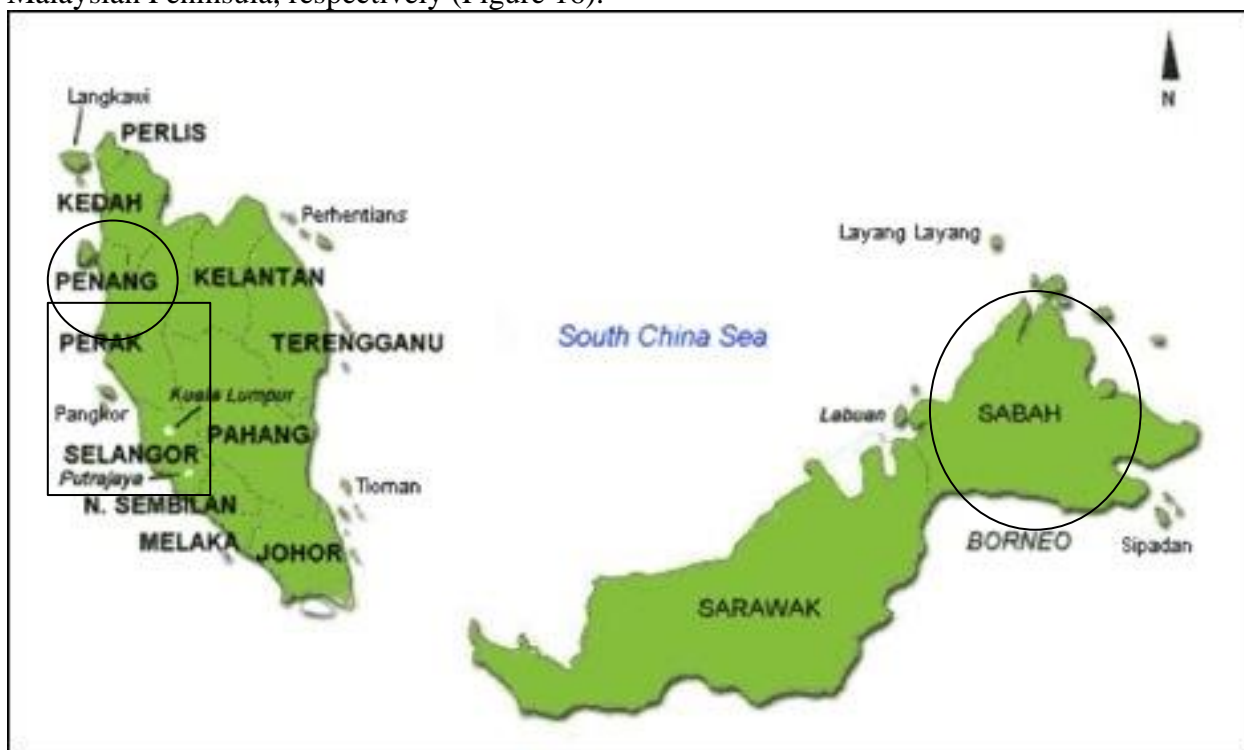 Malaysian Peninsula, respectively (Figure 18).
N
Langkawi
PERLIS
KEDAH
Perhentians
Layang Layang
PENANG
KELANTAN
South China Sea
PERAK
TERENGGANU
Kuala Lumpur
Pangkor
PAHANG
Labuan
SABAH
SELANGOR
Putrajaya
Tioman
N. SEMBILAN
MELAKA
JOHOR
BORNEO
Sipadan
SARAWAK